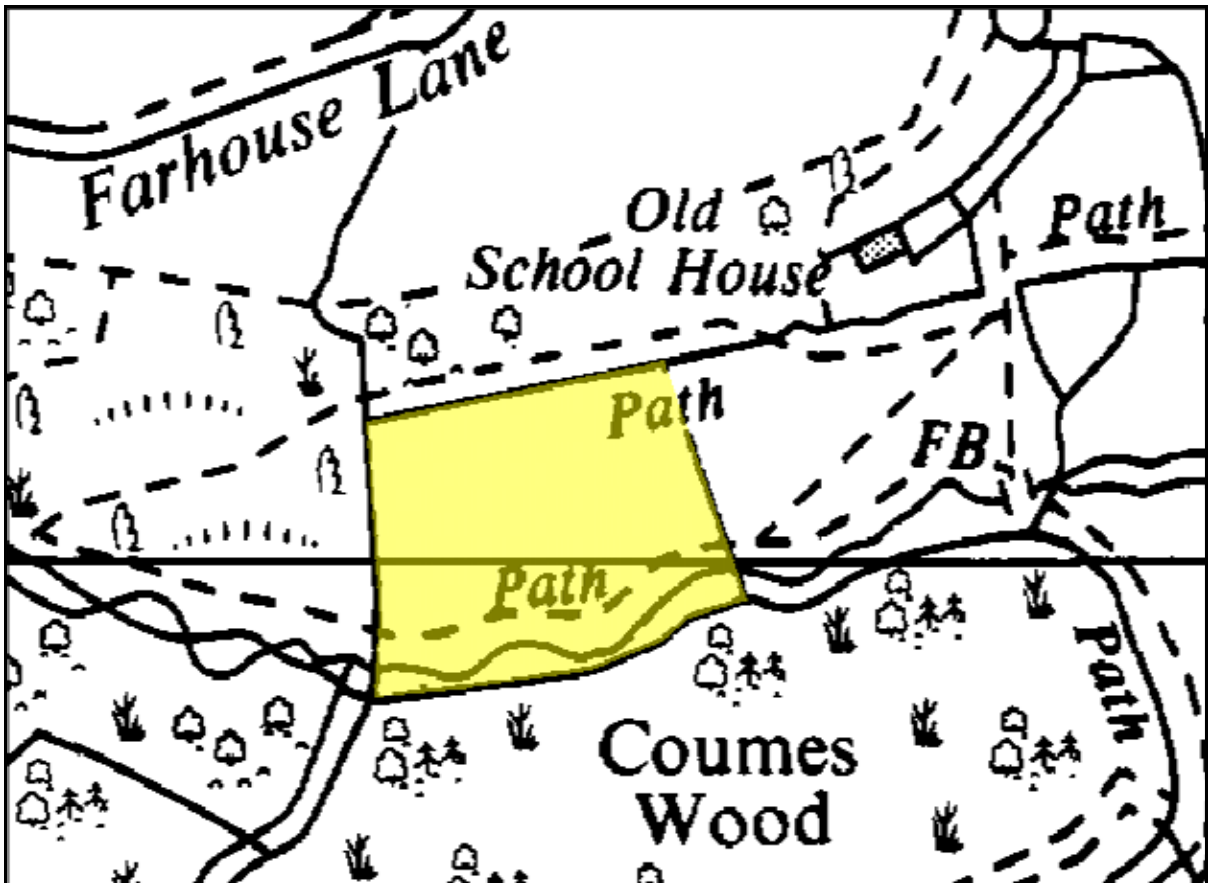 Farhouse Lane
Old
School House
Path
Path
FB
Path
Path
Coumes
Wood